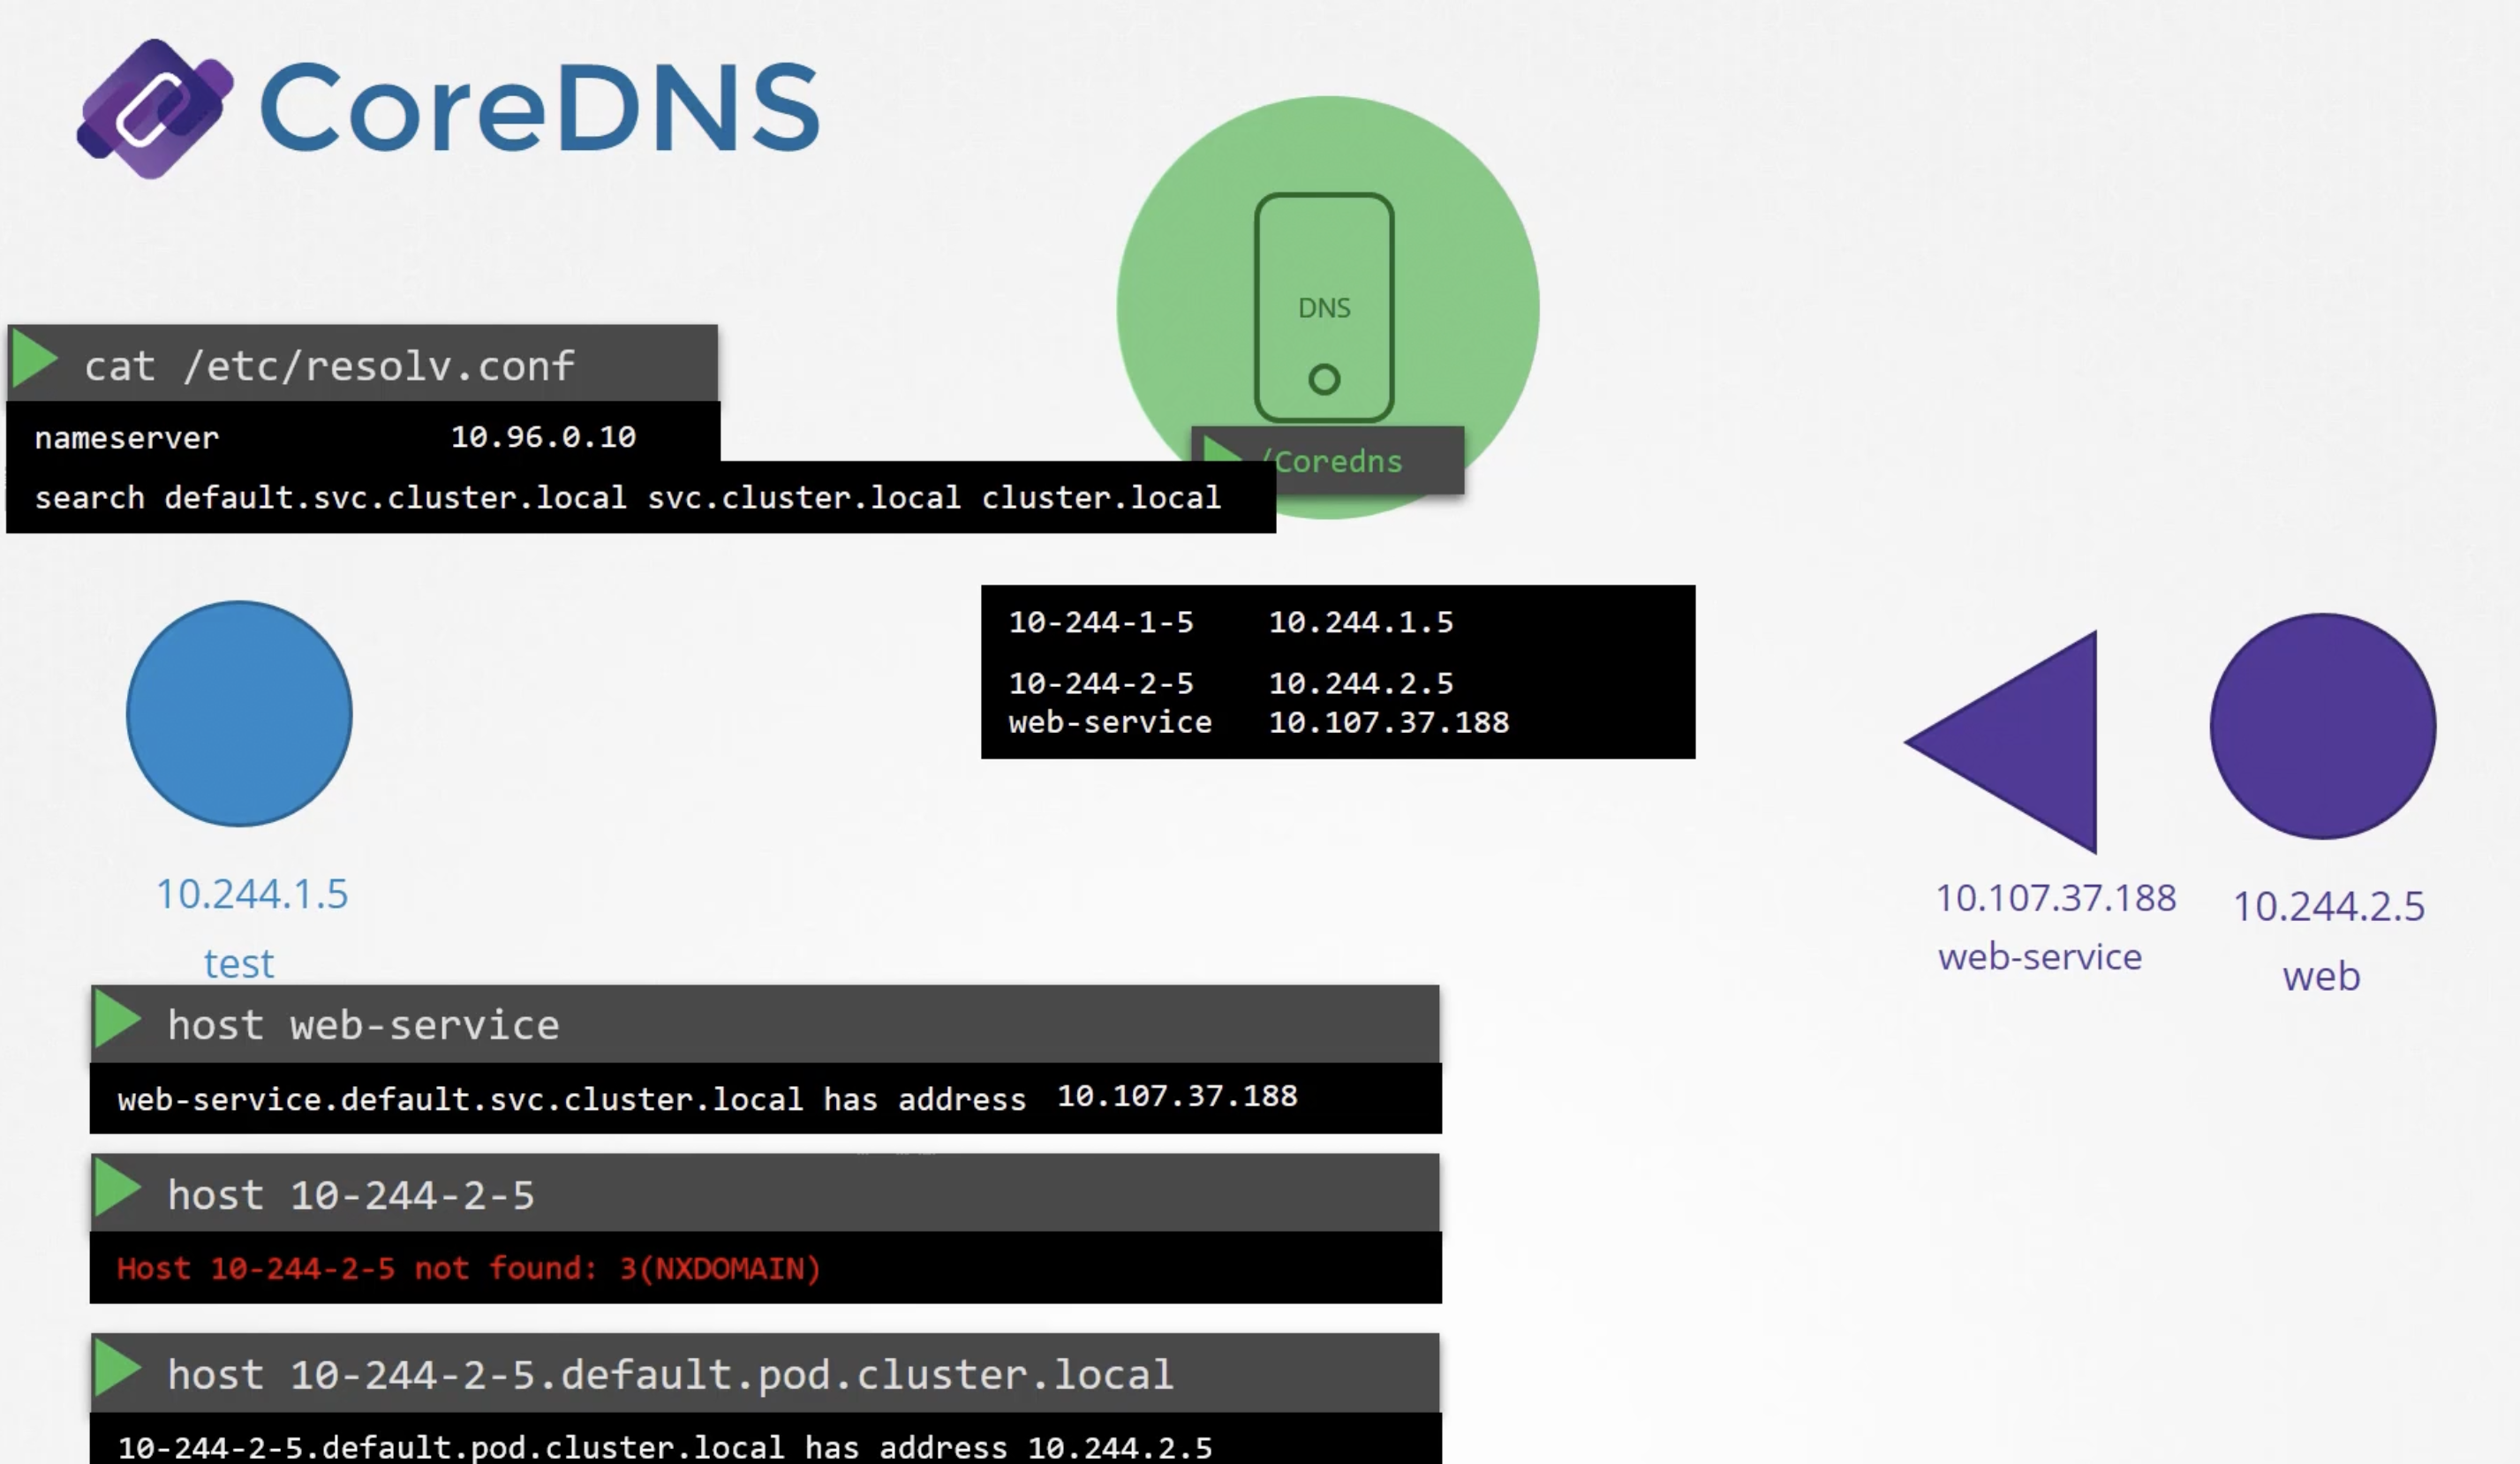 CoreDNS
DNS
/Coredns
cat /etc/resolv.conf
nameserver 10.96.0.10
search default.svc.cluster.local svc.cluster.local cluster.local
10-244-1-5 10.244.1.5
10-244-2-5 10.244.2.5
web-service 10.107.37.188
10.244.1.5
test
10.107.37.188
web-service
10.244.2.5
web
host web-service
web-service.default.svc.cluster.local has address 10.107.37.188
host 10-244-2-5
Host 10-244-2-5 not found: 3(NXDOMAIN)
host 10-244-2-5.default.pod.cluster.local
10-244-2-5.default.pod.cluster.local has address 10.244.2.5